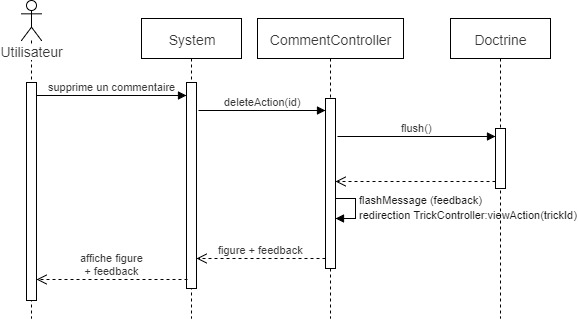 Utilisateur
System
CommentController
Doctrine
supprime un commentaire
deleteAction(id)
flush()
flashMessage (feedback)
redirection TrickController:viewAction(trickId)
figure + feedback
affiche figure
+ feedback